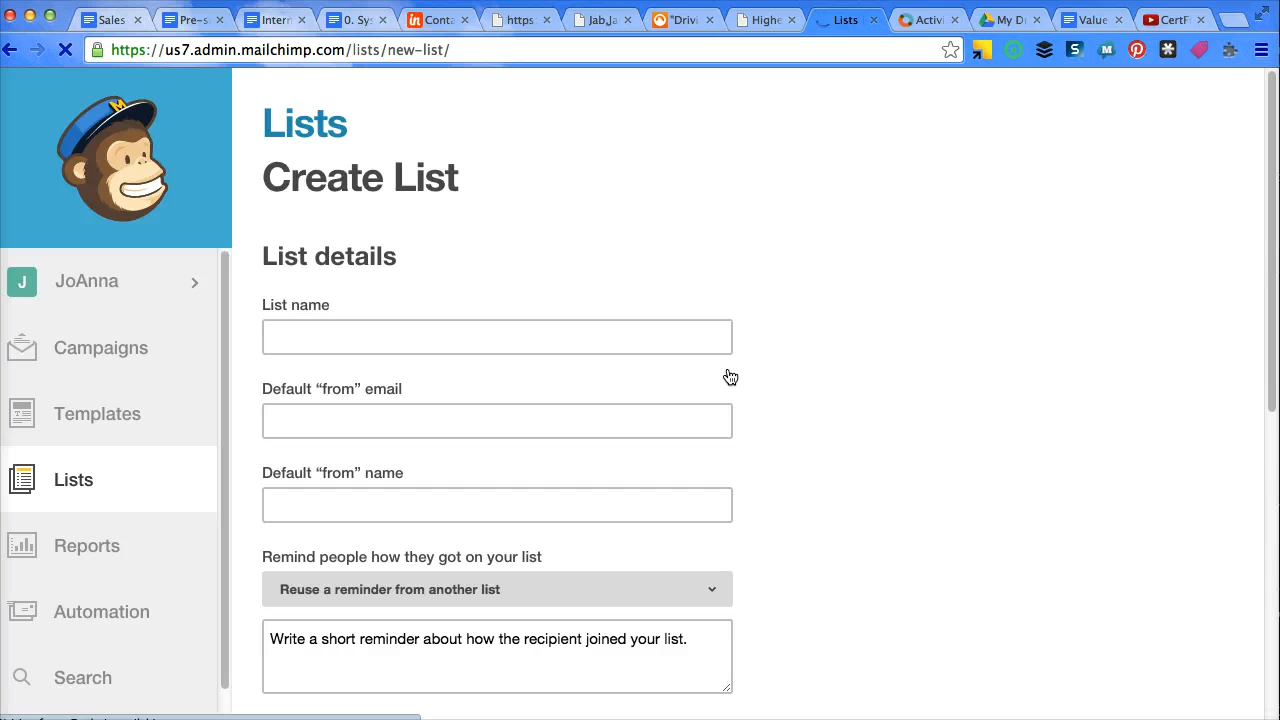 Sales
Pre-s
Intern
0. SY
Conta
https
JabJa
"Drivi
Highe
Lists
Activi
My D
Value
CertF
https://us7.admin.mailchimp.com/lists/new-list/
Lists
Create List
List details
List name
Default “from” email
Default “from” name
Remind people how they got on your list
Reuse a reminder from another list
Write a short reminder about how the recipient joined your list.
J
JoAnna
Campaigns
Templates
Lists
Reports
Automation
Search